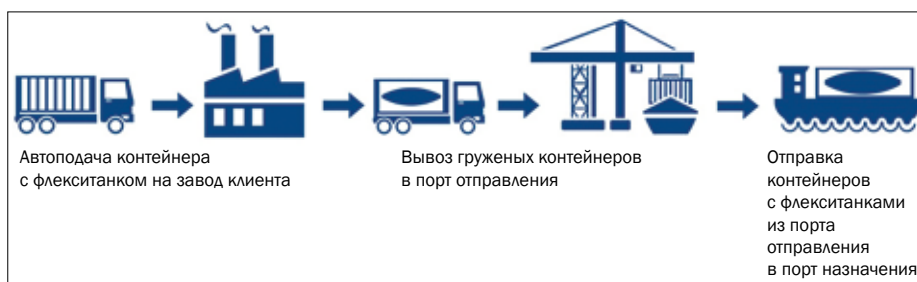 Автоподача контейнера
с флекситанком на завод клиента
Вывоз груженых контейнеров
в порт отправления
Отправка
контейнеров
с флекситанками
из порта
отправления
в порт назначения